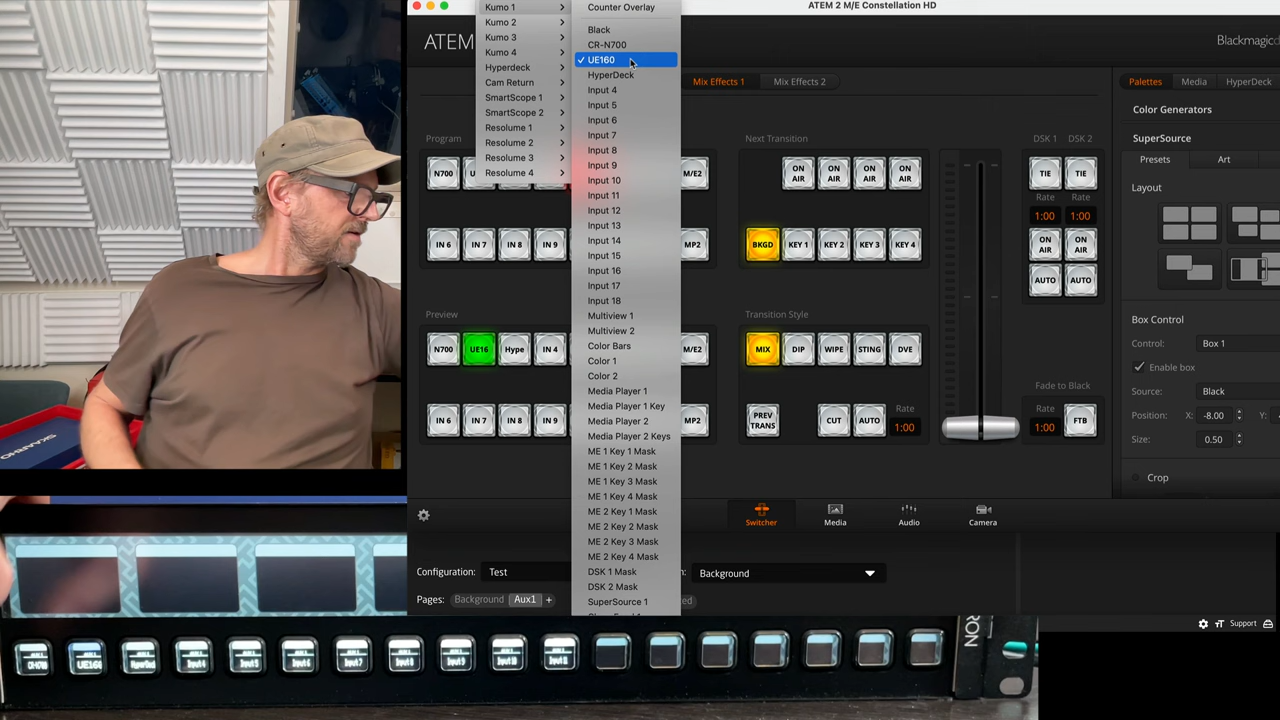 ATEM 2 M/E Constellation HD
ATEM
Blackmagic
Kumo 1
Kumo 2
Kumo 3
Kumo 4
Hyperdeck
Cam Return
SmartScope 1
SmartScope 2
Resolume 1
Resolume 2
Resolume 3
Resolume 4
Counter Overlay
Black
CR-N700
✓ UE160
HyperDeck
Input 4
Input 5
Input 6
Input 7
Input 8
Input 9
Input 10
Input 11
Input 12
Input 13
Input 14
Input 15
Input 16
Input 17
Input 18
Multiview 1
Multiview 2
Color Bars
Color 1
Color 2
Media Player 1
Media Player 1 Key
Media Player 2
Media Player 2 Keys
ME 1 Key 1 Mask
ME 1 Key 2 Mask
ME 1 Key 3 Mask
ME 1 Key 4 Mask
ME 2 Key 1 Mask
ME 2 Key 2 Mask
ME 2 Key 3 Mask
ME 2 Key 4 Mask
DSK 1 Mask
DSK 2 Mask
SuperSource 1
Mix Effects 1 Mix Effects 2
Program
N700 M/E2
IN 6 IN 7 IN 8 IN 9 MP2
Preview
N700 UE16 Hype IN 4 M/E2
IN 6 IN 7 IN 8 IN 9 MP2
Next Transition
ON AIR ON AIR ON AIR ON AIR
BKGD KEY 1 KEY 2 KEY 3 KEY 4
Transition Style
MIX DIP WIPE STING DVE
PREV TRANS CUT AUTO Rate 1:00
DSK 1 DSK 2
TIE TIE
Rate Rate
1:00 1:00
ON AIR ON AIR
AUTO AUTO
Fade to Black
Rate
1:00 FTB
Palettes Media HyperDeck
Color Generators
SuperSource
Presets Art
Layout
Box Control
Control: Box 1
Enable box
Source: Black
Position: X: -8.00 Y:
Size: 0.50
Crop
Switcher Media Audio Camera
Configuration: Test
Background
Pages: Background Aux1 +
Support
SKAARHOJ
CR-N700 UE160 HyperDeck Input4 Input5 Input6 Input7 Input8 Input9 Input10 Input11
RON